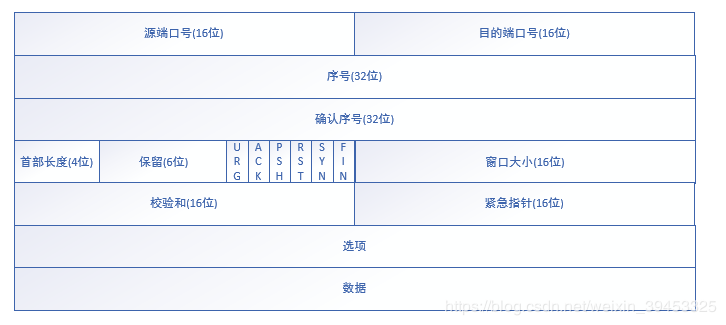 源端口号(16位) 目的端口号(16位)
序号(32位)
确认序号(32位)
首部长度(4位) 保留(6位) URG ACK PSH RST SYN FIN 窗口大小(16位)
校验和(16位) 紧急指针(16位)
选项
数据
https://blog.csdn.net/weixin_39453325